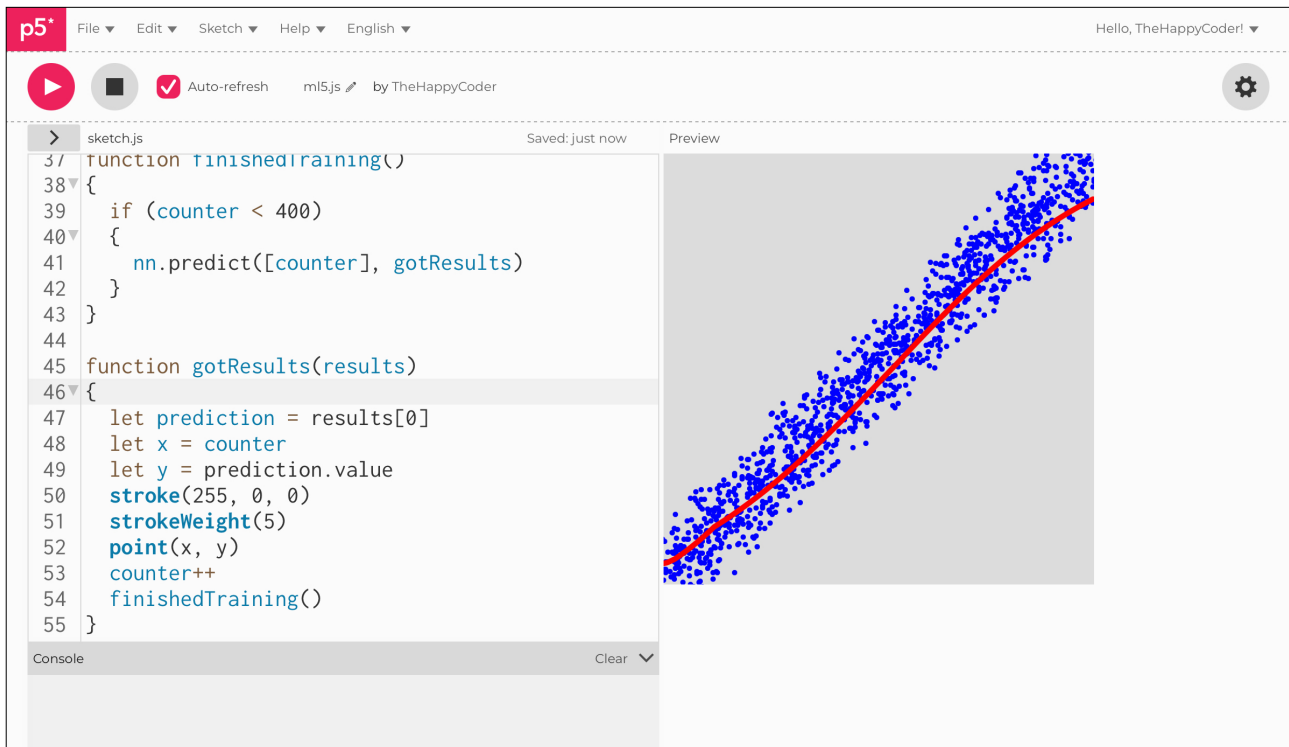 p5* File Edit Sketch Help English Hello, TheHappyCoder!
Auto-refresh ml5.js by TheHappyCoder
sketch.js Saved: just now Preview
37 function finishedTraining()
38 {
39 if (counter < 400)
40 {
41 nn.predict([counter], gotResults)
42 }
43 }
44
45 function gotResults(results)
46 {
47 let prediction = results[0]
48 let x = counter
49 let y = prediction.value
50 stroke(255, 0, 0)
51 strokeWeight(5)
52 point(x, y)
53 counter++
54 finishedTraining()
55 }
Console Clear